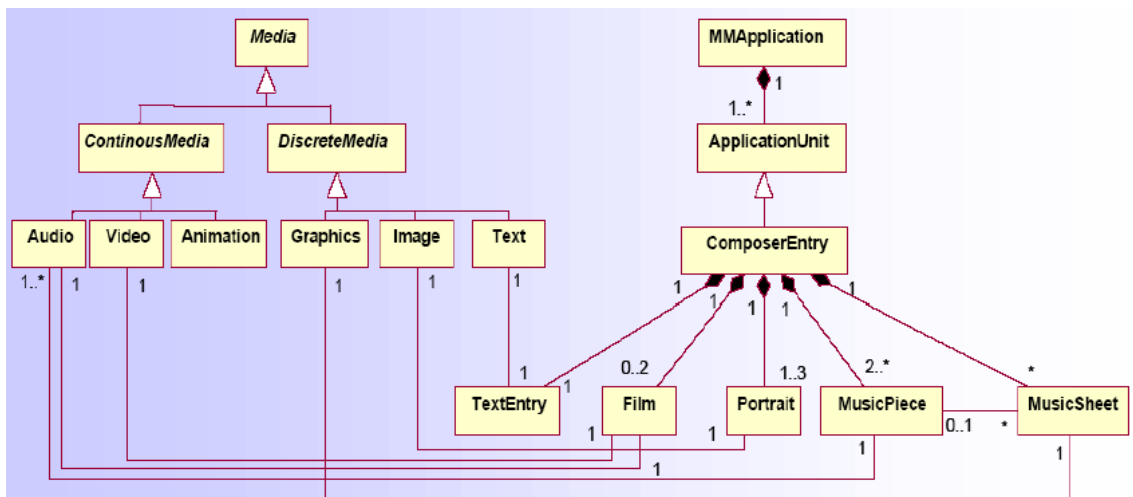 Media
MMApplication
1
1..*
ContinousMedia
DiscreteMedia
ApplicationUnit
Audio
Video
Animation
Graphics
Image
Text
ComposerEntry
1..*
1
1
1
1
1
1
1
1
1
1
0..2
1..3
2..*
*
1
1
TextEntry
Film
Portrait
MusicPiece
MusicSheet
0..1
*
1
1
1
1
1